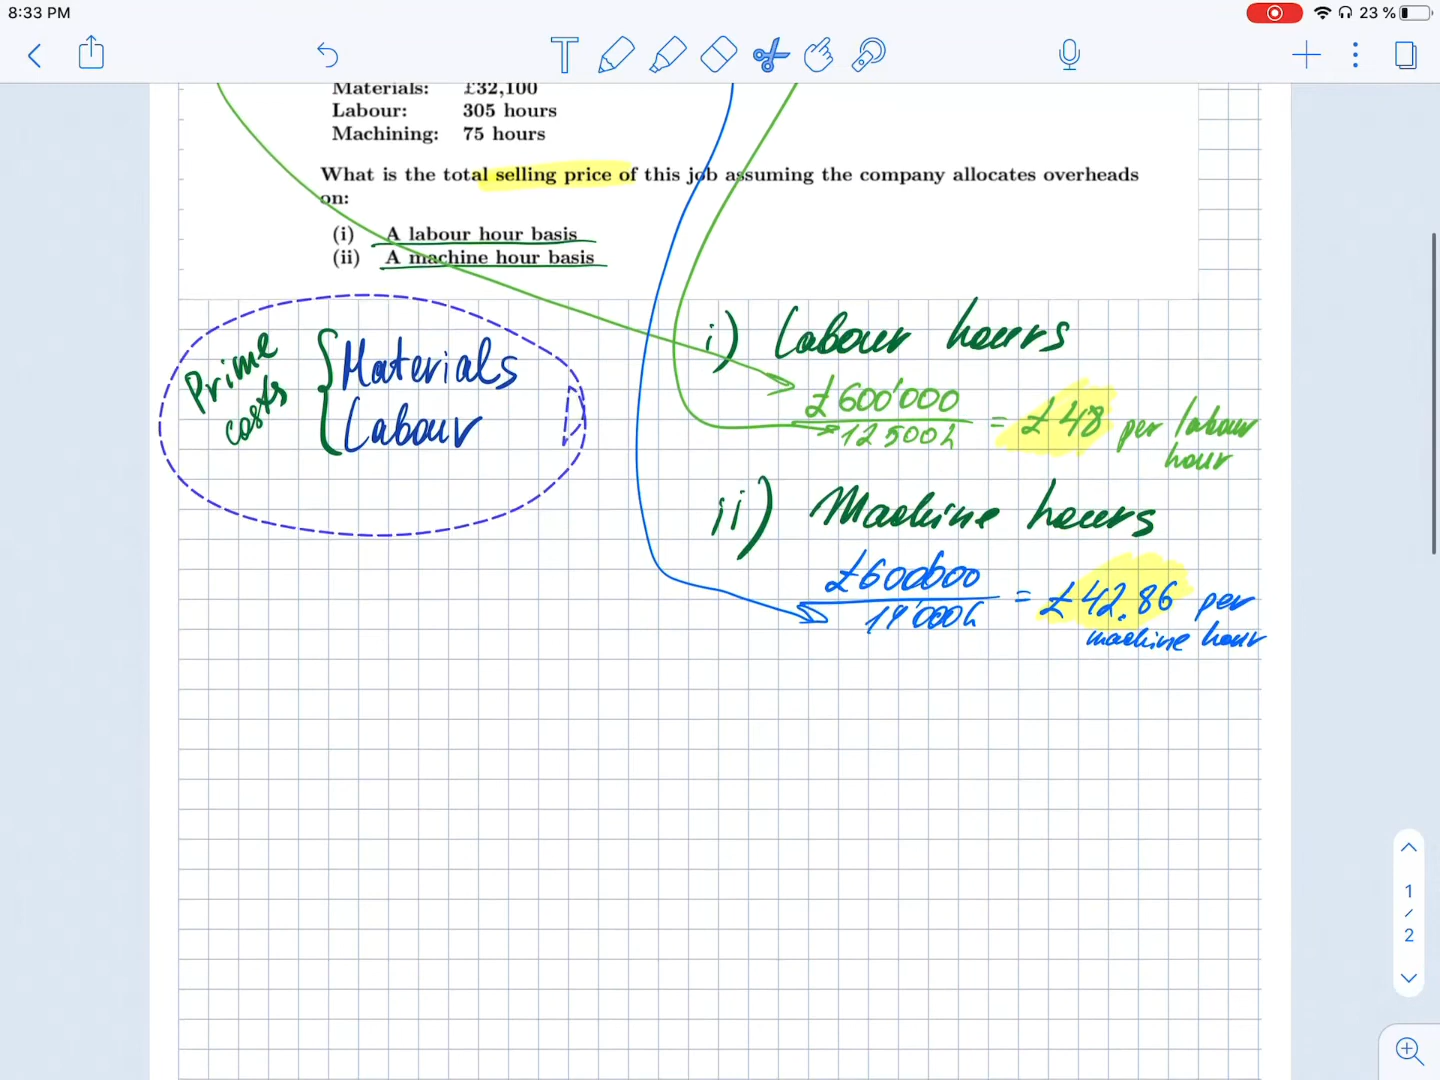 8:33 PM
23 %
Materials: £32,100
Labour: 305 hours
Machining: 75 hours
What is the total selling price of this job assuming the company allocates overheads
on:
(i) A labour hour basis
(ii) A machine hour basis
Prime costs { Materials
Labour
i) Labour hours
£600'000 / 12500h = £48 per labour hour
ii) Machine hours
£600000 / 14'000h = £42.86 per machine hour
1
/
2